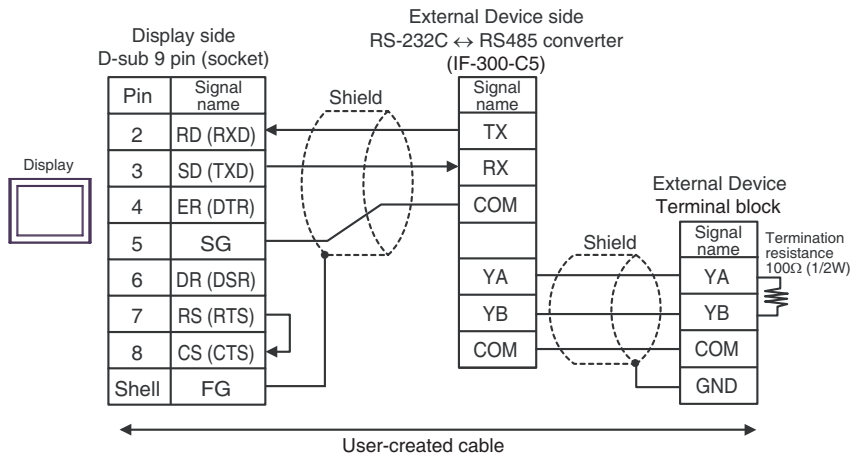 External Device side
Display side
RS-232C ↔ RS485 converter
D-sub 9 pin (socket)
(IF-300-C5)
Pin
Signal
name
Shield
Signal
name
2
RD (RXD)
TX
3
SD (TXD)
RX
Display
4
ER (DTR)
COM
External Device
Terminal block
5
SG
Shield
Signal
name
Termination
resistance
100Ω (1/2W)
6
DR (DSR)
YA
YA
7
RS (RTS)
YB
YB
8
CS (CTS)
COM
COM
Shell
FG
GND
User-created cable